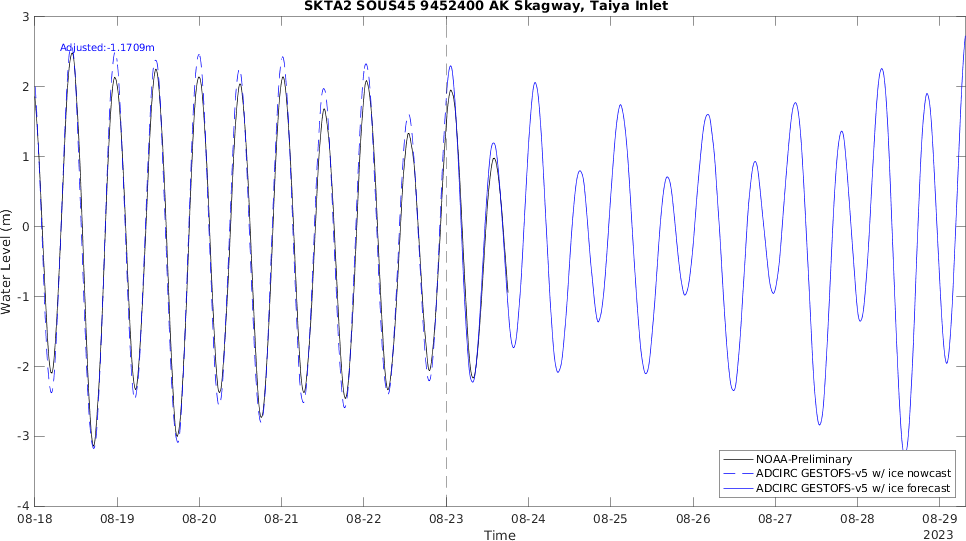 SKTA2 SOUS45 9452400 AK Skagway, Taiya Inlet
Adjusted:-1.1709m
3
2
1
0
-1
-2
-3
-4
Water Level (m)
NOAA-Preliminary
ADCIRC GESTOFS-v5 w/ ice nowcast
ADCIRC GESTOFS-v5 w/ ice forecast
08-18 08-19 08-20 08-21 08-22 08-23 08-24 08-25 08-26 08-27 08-28 08-29
Time
2023